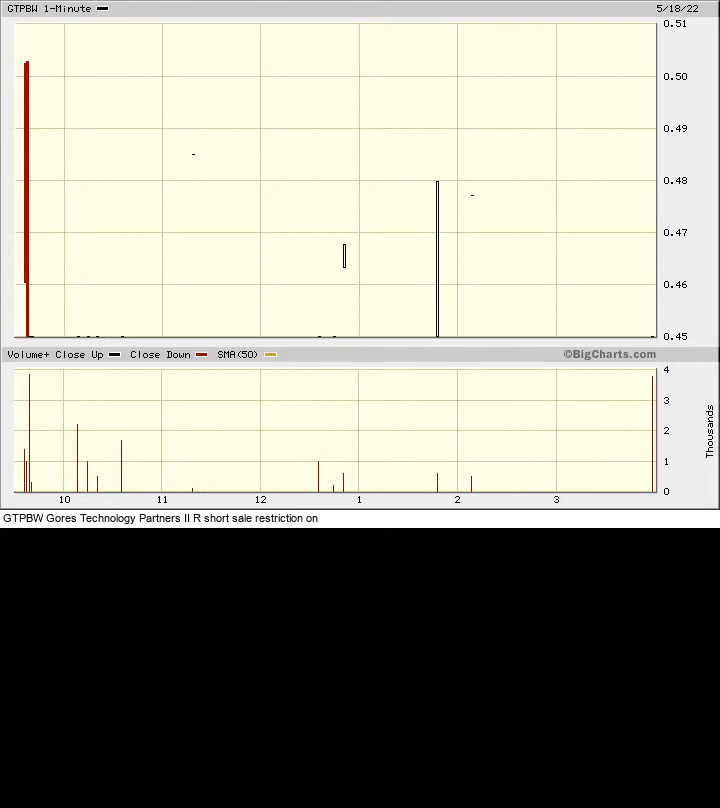 GTPBW 1-Minute 5/18/22
0.51
0.50
0.49
0.48
0.47
0.46
0.45
Volume+ Close Up Close Down SMA(50) ©BigCharts.com
4
3
2
1
0
Thousands
10 11 12 1 2 3
GTPBW Gores Technology Partners II R short sale restriction on